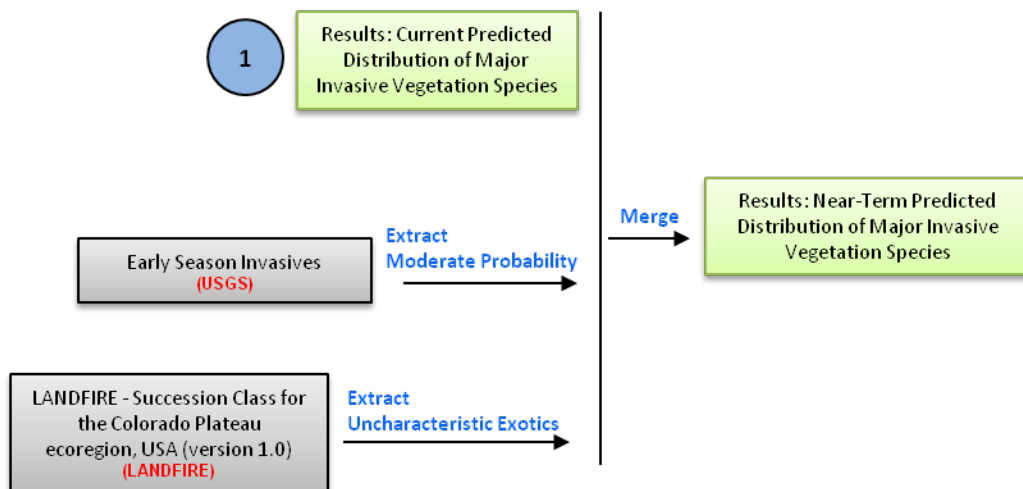 1
Results: Current Predicted
Distribution of Major
Invasive Vegetation Species
Early Season Invasives
(USGS)
Extract
Moderate Probability
LANDFIRE - Succession Class for
the Colorado Plateau
ecoregion, USA (version 1.0)
(LANDFIRE)
Extract
Uncharacteristic Exotics
Merge
Results: Near-Term Predicted
Distribution of Major Invasive
Vegetation Species